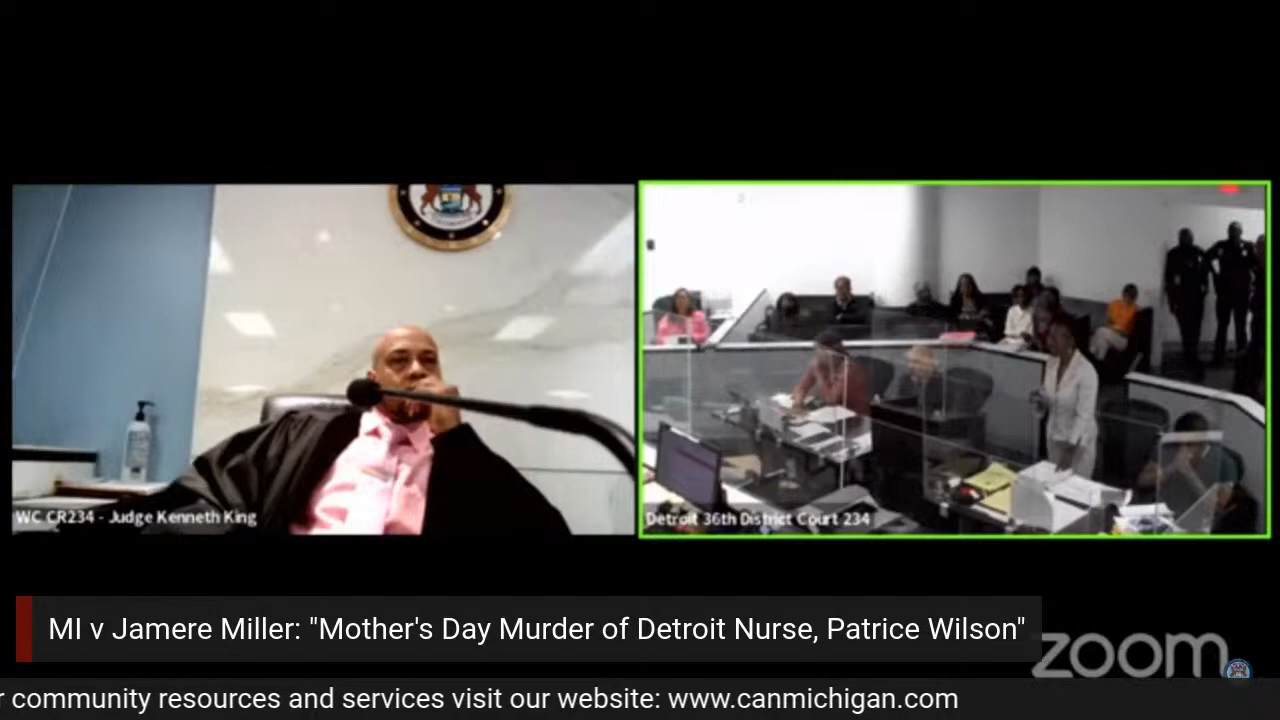 WC CR234 - Judge Kenneth King
Detroit 36th District Court 234
MI v Jamere Miller: "Mother's Day Murder of Detroit Nurse, Patrice Wilson"
zoom
r community resources and services visit our website: www.canmichigan.com